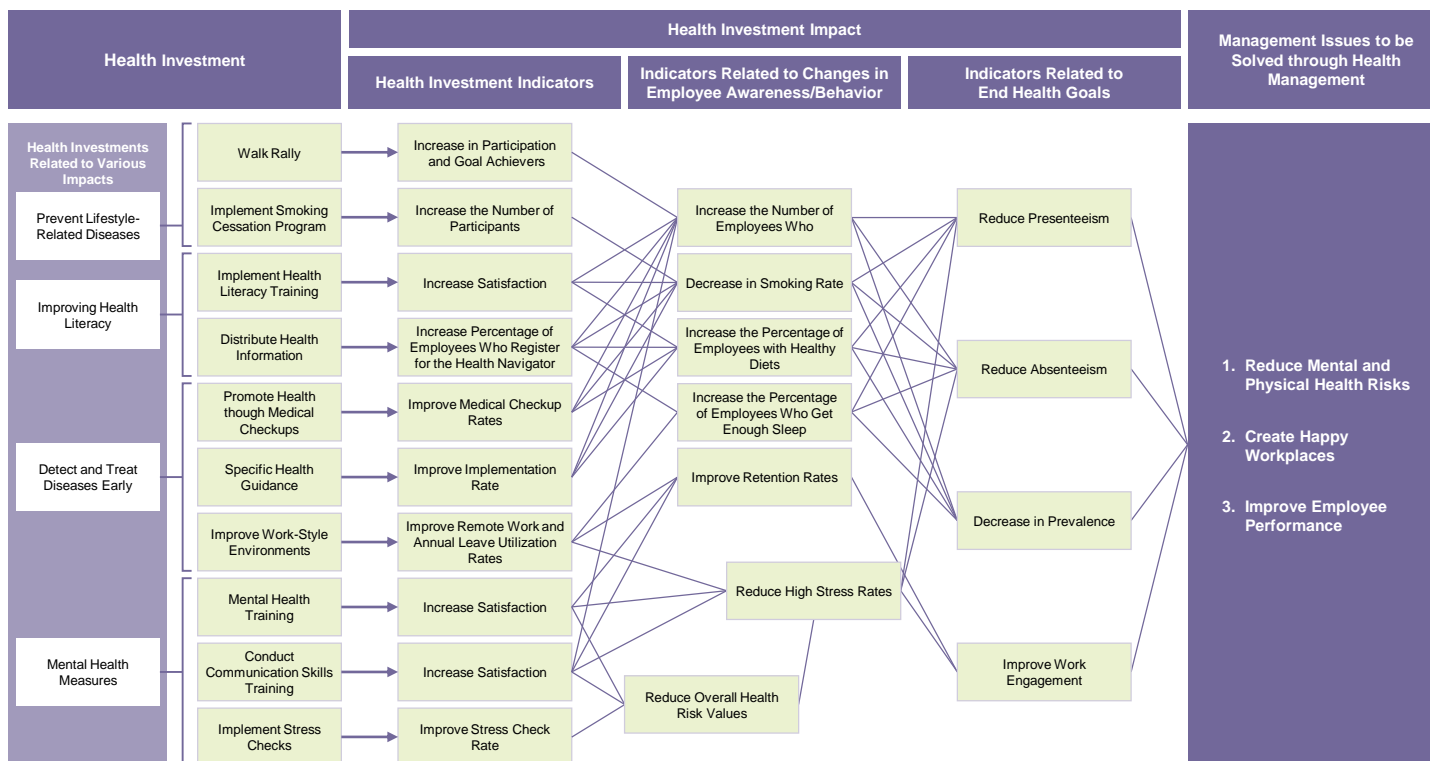 Health Investment
Health Investment Impact
Health Investment Indicators
Indicators Related to Changes in
Employee Awareness/Behavior
Indicators Related to
End Health Goals
Management Issues to be
Solved through Health
Management
Health Investments
Related to Various
Impacts
Prevent Lifestyle-
Related Diseases
Improving Health
Literacy
Detect and Treat
Diseases Early
Mental Health
Measures
Walk Rally
Implement Smoking
Cessation Program
Implement Health
Literacy Training
Distribute Health
Information
Promote Health
though Medical
Checkups
Specific Health
Guidance
Improve Work-Style
Environments
Mental Health
Training
Conduct
Communication Skills
Training
Implement Stress
Checks
Increase in Participation
and Goal Achievers
Increase the Number of
Participants
Increase Satisfaction
Increase Percentage of
Employees Who Register
for the Health Navigator
Improve Medical Checkup
Rates
Improve Implementation
Rate
Improve Remote Work and
Annual Leave Utilization
Rates
Increase Satisfaction
Increase Satisfaction
Improve Stress Check
Rate
Increase the Number of
Employees Who
Decrease in Smoking Rate
Increase the Percentage of
Employees with Healthy
Diets
Increase the Percentage
of Employees Who Get
Enough Sleep
Improve Retention Rates
Reduce High Stress Rates
Reduce Overall Health
Risk Values
Reduce Presenteeism
Reduce Absenteeism
Decrease in Prevalence
Improve Work
Engagement
1. Reduce Mental and
Physical Health Risks
2. Create Happy
Workplaces
3. Improve Employee
Performance